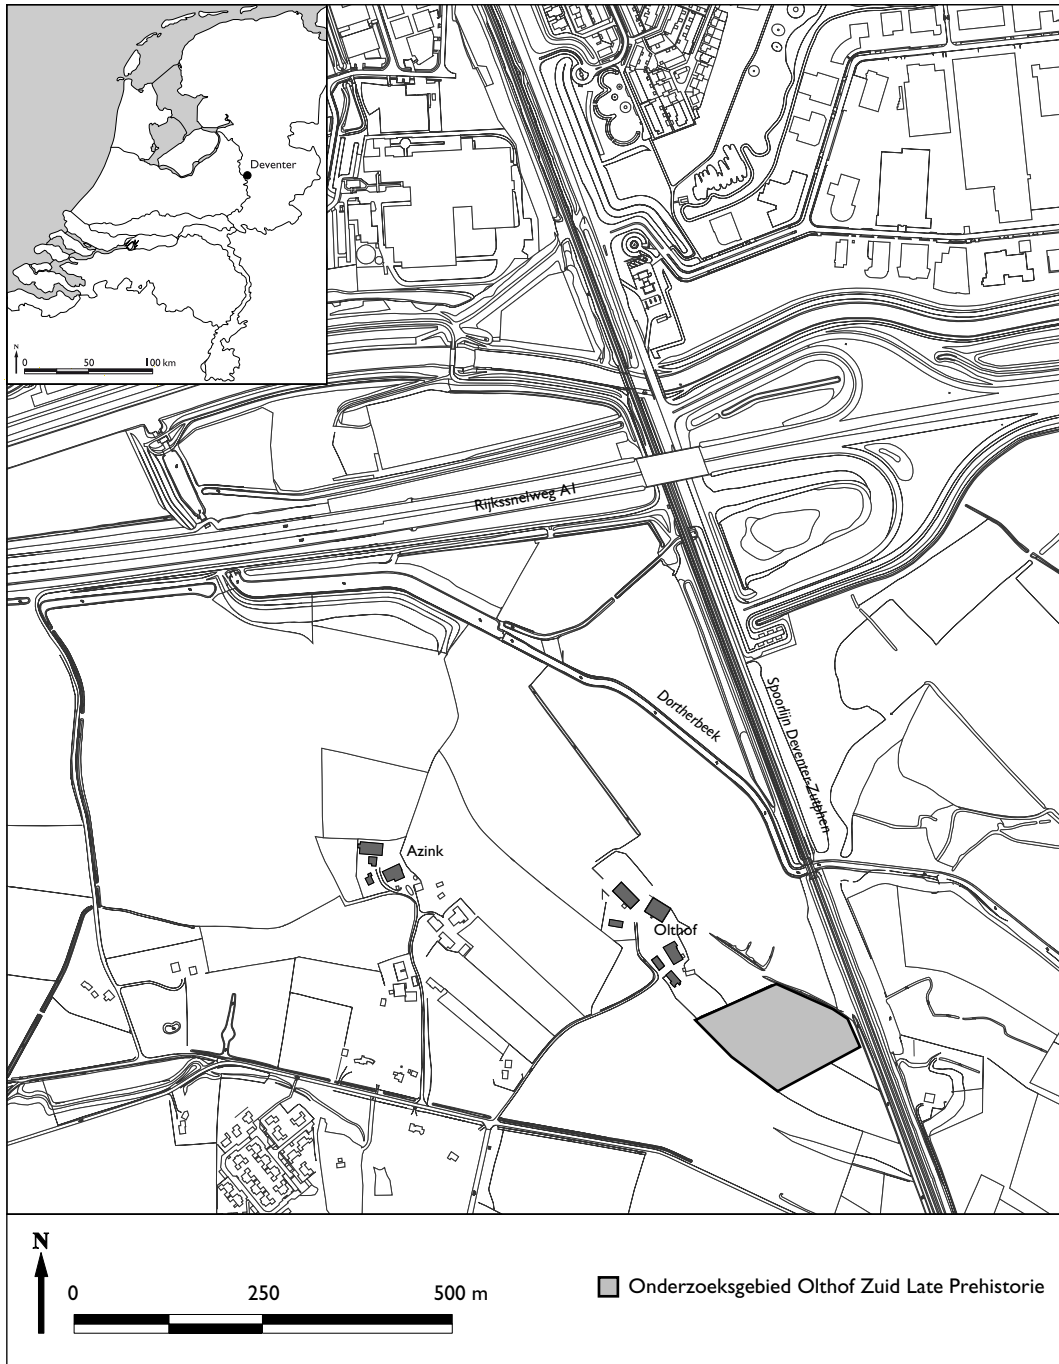 Deventer
N
0 50 100 km
Rijkssnelweg A1
Dortherbeek
Spoorlijn Deventer-Zutphen
Azink
Olthof
N
0 250 500 m
Onderzoeksgebied Olthof Zuid Late Prehistorie